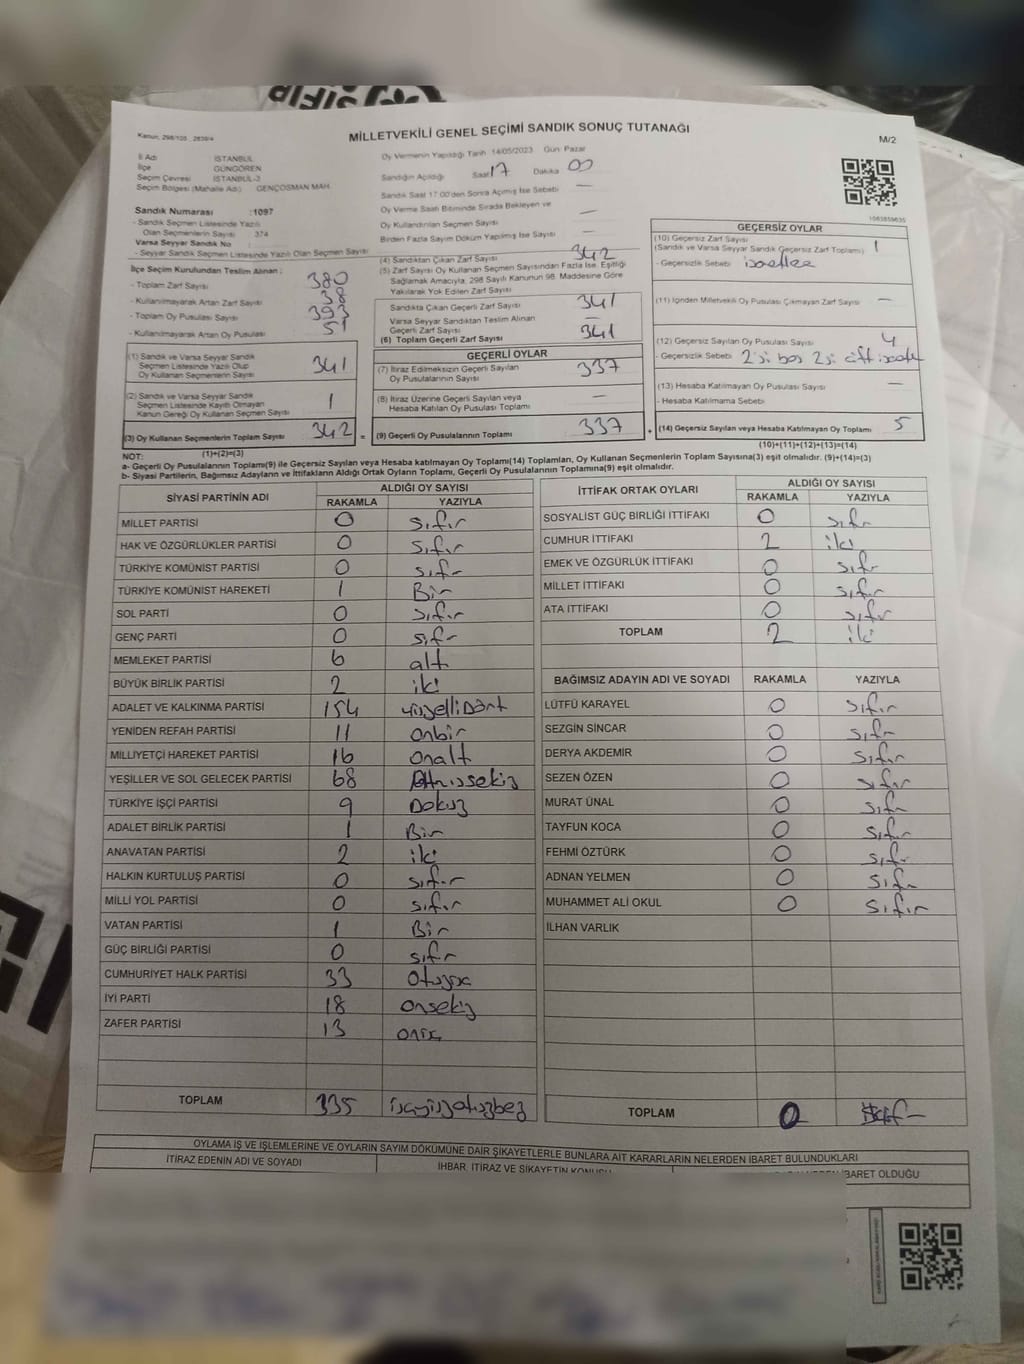 Kanun: 298/105 , 2839/4
MİLLETVEKİLİ GENEL SEÇİMİ SANDIK SONUÇ TUTANAĞI
M/2
İl Adı İSTANBUL
İlçe GÜNGÖREN
Seçim Çevresi İSTANBUL-3
Seçim Bölgesi (Mahalle Adı) GENÇOSMAN MAH.
Oy Vermenin Yapıldığı Tarih 14/05/2023 Gün: Pazar
Sandığın Açıldığı Saat 17 Dakika 00
Sandık Saat 17:00'den Sonra Açılmış İse Sebebi —
Oy Verme Saati Bitiminde Sırada Bekleyen ve
Oy Kullandırılan Seçmen Sayısı —
Birden Fazla Sayım Döküm Yapılmış İse Sayısı —
1063859635
Sandık Numarası :1097
- Sandık Seçmen Listesinde Yazılı
Olan Seçmenlerin Sayısı : 374
Varsa Seyyar Sandık No :
- Seyyar Sandık Listesinde Yazılı Olan Seçmen Sayısı
İlçe Seçim Kurulundan Teslim Alınan ;
- Toplam Zarf Sayısı 380
- Kullanılmayarak Artan Zarf Sayısı 38
- Toplam Oy Pusulası Sayısı 393
- Kullanılmayarak Artan Oy Pusulası 51
(1) Sandık ve Varsa Seyyar Sandık
Seçmen Listesinde Yazılı Olup
Oy Kullanan Seçmenlerin Sayısı 341
(2) Sandık ve Varsa Seyyar Sandık
Seçmen Listesinde Kayıtlı Olmayan
Kanun Gereği Oy Kullanan Seçmen Sayısı 1
(3) Oy Kullanan Seçmenlerin Toplam Sayısı 342 =
(1)+(2)=(3)
(4) Sandıktan Çıkan Zarf Sayısı 342
(5) Zarf Sayısı Oy Kullanan Seçmen Sayısından Fazla İse, Eşitliği
Sağlamak Amacıyla, 298 Sayılı Kanunun 98. Maddesine Göre
Yakılarak Yok Edilen Zarf Sayısı
Sandıkta Çıkan Geçerli Zarf Sayısı 341
Varsa Seyyar Sandıktan Teslim Alınan
Geçerli Zarf Sayısı —
(6) Toplam Geçerli Zarf Sayısı 341
GEÇERLİ OYLAR
(7) İtiraz Edilmeksizin Geçerli Sayılan
Oy Pusulalarının Sayısı 337
(8) İtiraz Üzerine Geçerli Sayılan veya
Hesaba Katılan Oy Pusulası Toplamı —
(9) Geçerli Oy Pusulalarının Toplamı 337 +
GEÇERSİZ OYLAR
(10) Geçersiz Zarf Sayısı
(Sandık ve Varsa Seyyar Sandık Geçersiz Zarf Toplamı) 1
- Geçersizlik Sebebi
(11) İçinden Milletvekili Oy Pusulası Çıkmayan Zarf Sayısı —
(12) Geçersiz Sayılan Oy Pusulası Sayısı 4
- Geçersizlik Sebebi 2'si boş 2si çift
(13) Hesaba Katılmayan Oy Pusulası Sayısı —
- Hesaba Katılmama Sebebi
(14) Geçersiz Sayılan veya Hesaba Katılmayan Oy Toplamı 5
(10)+(11)+(12)+(13)=(14)
NOT:
a- Geçerli Oy Pusulalarının Toplamı(9) ile Geçersiz Sayılan veya Hesaba katılmayan Oy Toplamı(14) Toplamları, Oy Kullanan Seçmenlerin Toplam Sayısına(3) eşit olmalıdır. (9)+(14)=(3)
b- Siyasi Partilerin, Bağımsız Adayların ve İttifakların Aldığı Ortak Oyların Toplamı, Geçerli Oy Pusulalarının Toplamına(9) eşit olmalıdır.
SİYASİ PARTİNİN ADI ALDIĞI OY SAYISI
RAKAMLA YAZIYLA
MİLLET PARTİSİ 0 sıfır
HAK VE ÖZGÜRLÜKLER PARTİSİ 0 sıfır
TÜRKİYE KOMÜNİST PARTİSİ 0 sıfır
TÜRKİYE KOMÜNİST HAREKETİ 1 Bir
SOL PARTİ 0 sıfır
GENÇ PARTİ 0 sıfır
MEMLEKET PARTİSİ 6 altı
BÜYÜK BİRLİK PARTİSİ 2 iki
ADALET VE KALKINMA PARTİSİ 154 yüzelliDört
YENİDEN REFAH PARTİSİ 11 onbir
MİLLİYETÇİ HAREKET PARTİSİ 16 onaltı
YEŞİLLER VE SOL GELECEK PARTİSİ 68 Altmışsekiz
TÜRKİYE İŞÇİ PARTİSİ 9 Dokuz
ADALET BİRLİK PARTİSİ 1 Bir
ANAVATAN PARTİSİ 2 iki
HALKIN KURTULUŞ PARTİSİ 0 sıfır
MİLLİ YOL PARTİSİ 0 sıfır
VATAN PARTİSİ 1 Bir
GÜÇ BİRLİĞİ PARTİSİ 0 sıfır
CUMHURİYET HALK PARTİSİ 33 Otuzüç
İYİ PARTİ 18 onsekiz
ZAFER PARTİSİ 13 onüç
TOPLAM 335 üçyüzotuzbeş
İTTİFAK ORTAK OYLARI ALDIĞI OY SAYISI
RAKAMLA YAZIYLA
SOSYALİST GÜÇ BİRLİĞİ İTTİFAKI 0 sıfır
CUMHUR İTTİFAKI 2 iki
EMEK VE ÖZGÜRLÜK İTTİFAKI 0 sıfır
MİLLET İTTİFAKI 0 sıfır
ATA İTTİFAKI 0 sıfır
TOPLAM 2 iki
BAĞIMSIZ ADAYIN ADI VE SOYADI RAKAMLA YAZIYLA
LÜTFÜ KARAYEL 0 sıfır
SEZGİN SİNCAR 0 sıfır
DERYA AKDEMİR 0 sıfır
SEZEN ÖZEN 0 sıfır
MURAT ÜNAL 0 sıfır
TAYFUN KOCA 0 sıfır
FEHMİ ÖZTÜRK 0 sıfır
ADNAN YELMEN 0 sıfır
MUHAMMET ALİ OKUL 0 sıfır
İLHAN VARLIK
TOPLAM 0 sıfır
OYLAMA İŞ VE İŞLEMLERİNE VE OYLARIN SAYIM DÖKÜMÜNE DAİR ŞİKAYETLERLE BUNLARA AİT KARARLARIN NELERDEN İBARET BULUNDUKLARI
İTİRAZ EDENİN ADI VE SOYADI İHBAR, İTİRAZ VE ŞİKAYETİN KONUSU İBARET OLDUĞU